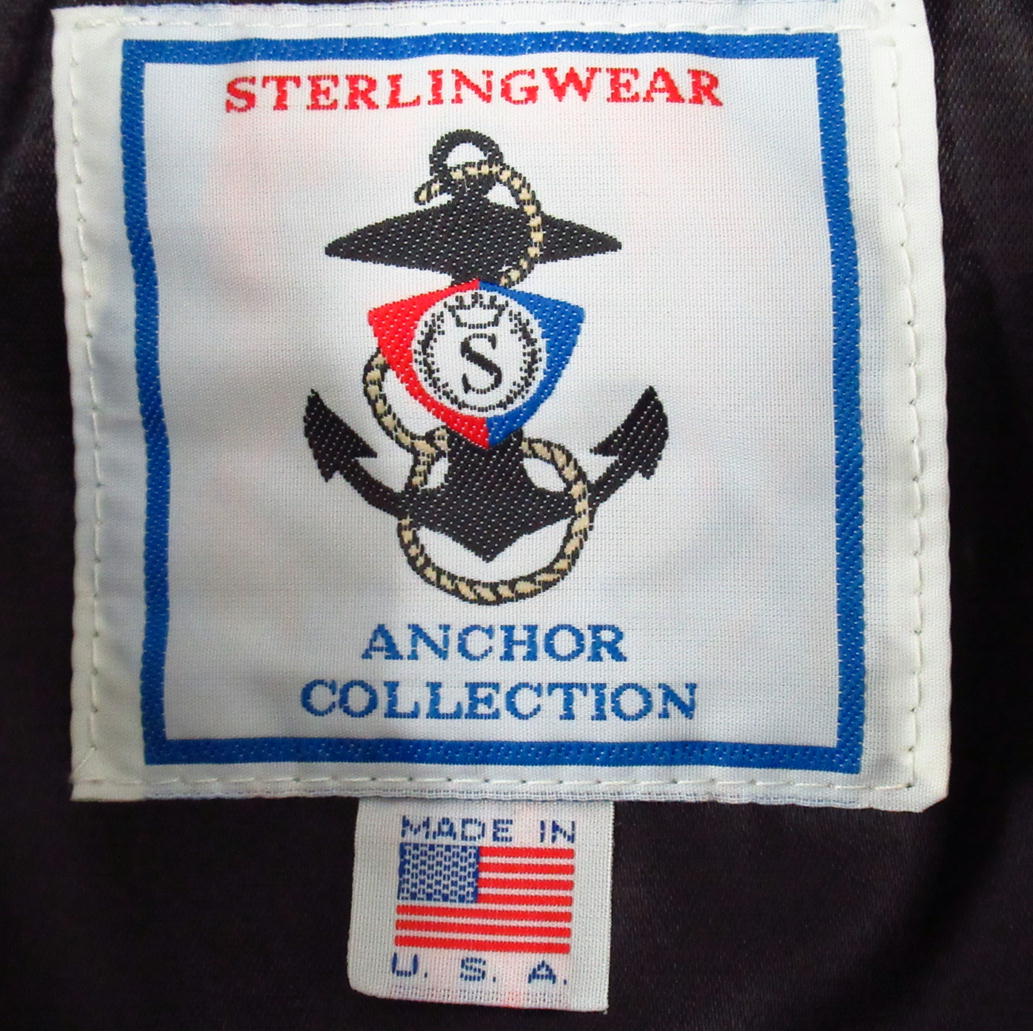 STERLINGWEAR
S
ANCHOR
COLLECTION
MADE IN
U. S. A.